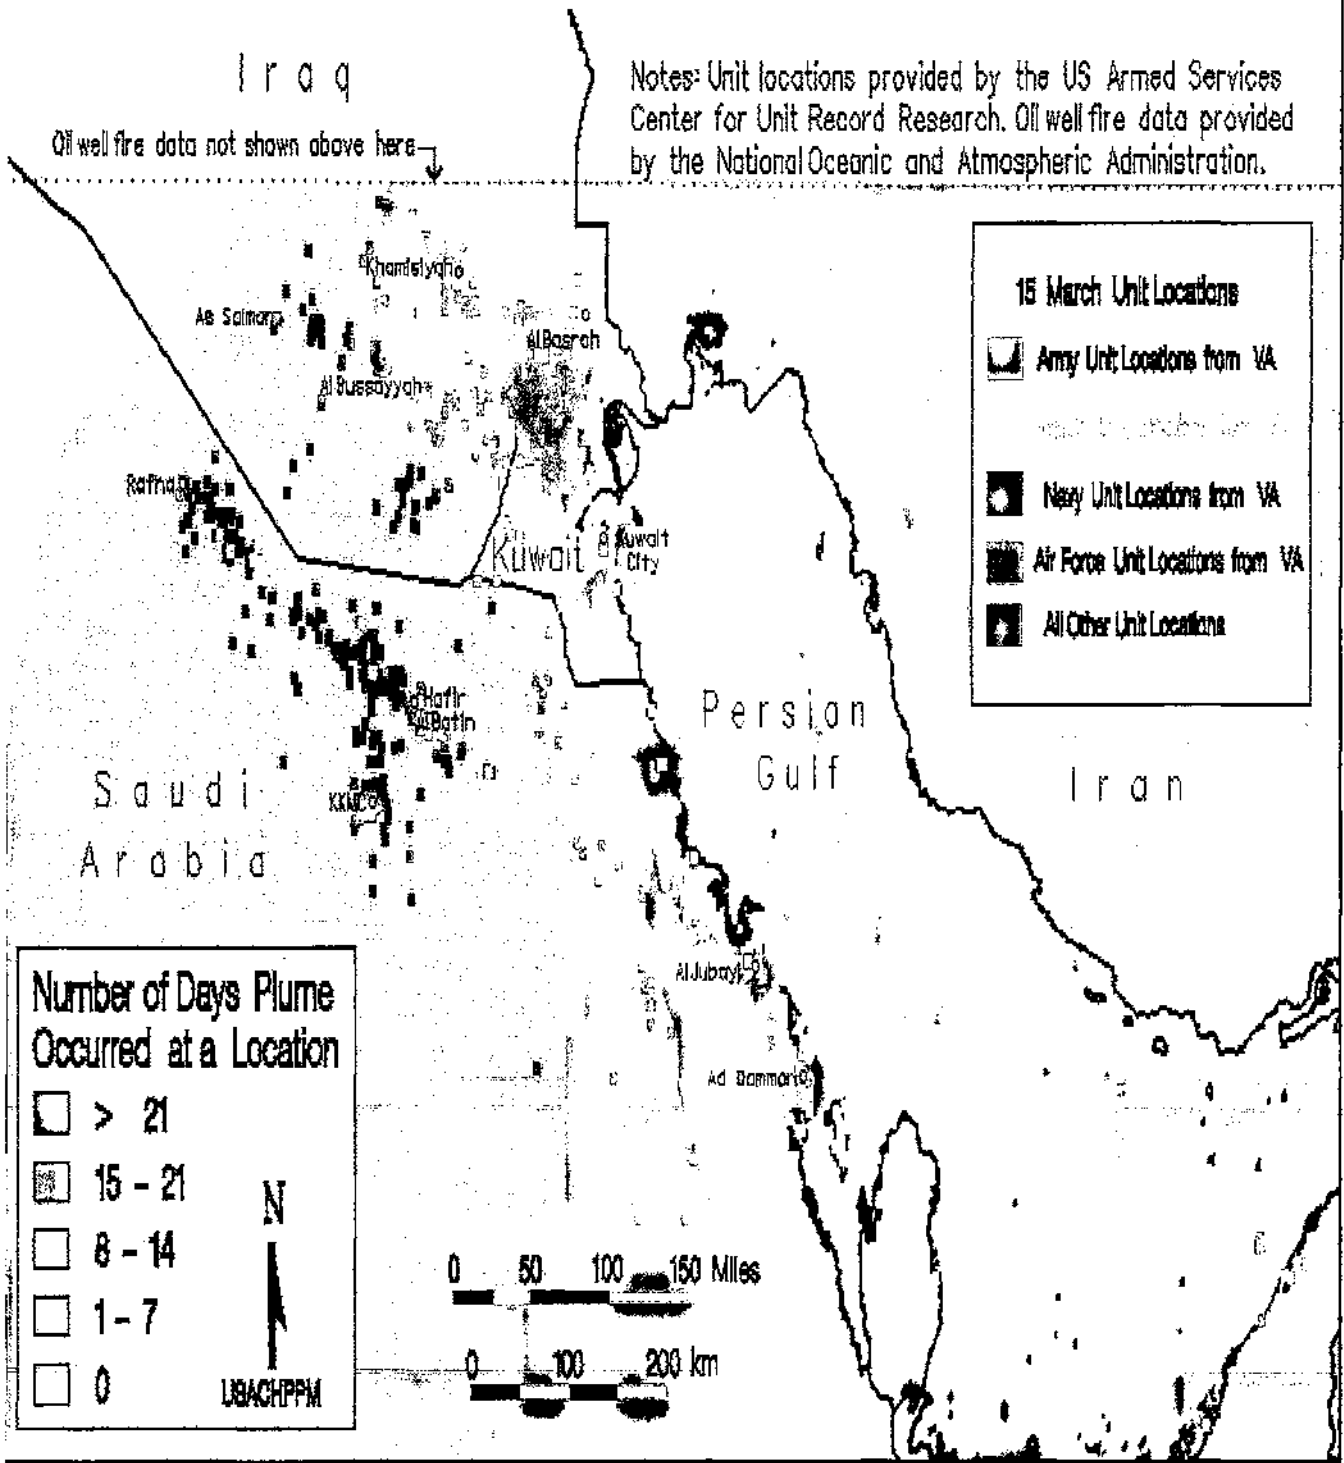 Iraq
Notes: Unit locations provided by the US Armed Services
Center for Unit Record Research. Oil well fire data provided
by the National Oceanic and Atmospheric Administration.
Oil well fire data not shown above here
Khamisiyah
As Salman
Al Basrah
Al Bussayyah
Rafha
Kuwait
Kuwait
City
15 March Unit Locations
Army Unit Locations from VA
Navy Unit Locations from VA
Air Force Unit Locations from VA
All Other Unit Locations
Hafir
Batin
Persian
Gulf
Iran
Saudi
Arabia
KKMC
Al Jubayl
Ad Dammam
Number of Days Plume
Occurred at a Location
> 21
15 - 21
8 - 14
1 - 7
0
N
USACHPPM
0 50 100 150 Miles
0 100 200 km